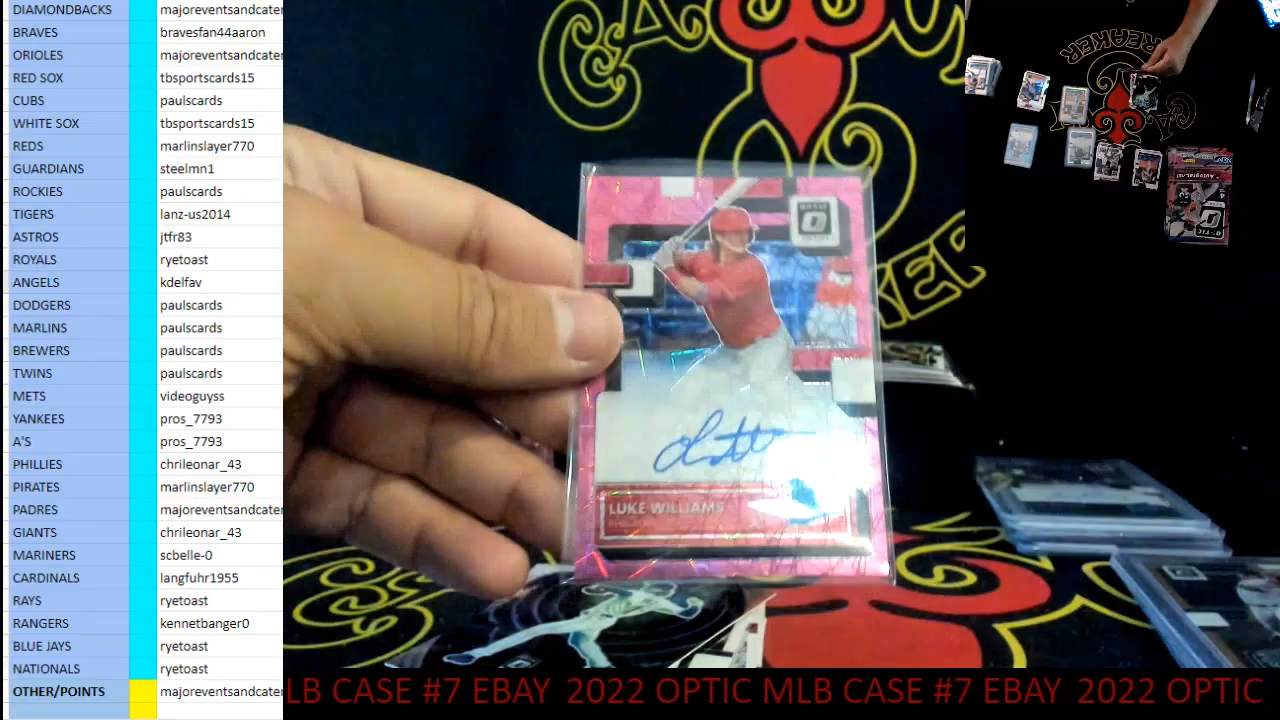 DIAMONDBACKS majoreventsandcater
BRAVES bravesfan44aaron
ORIOLES majoreventsandcater
RED SOX tbsportscards15
CUBS paulscards
WHITE SOX tbsportscards15
REDS marlinslayer770
GUARDIANS steelmn1
ROCKIES paulscards
TIGERS lanz-us2014
ASTROS jtfr83
ROYALS ryetoast
ANGELS kdelfav
DODGERS paulscards
MARLINS paulscards
BREWERS paulscards
TWINS paulscards
METS videoguyss
YANKEES pros_7793
A'S pros_7793
PHILLIES chrileonar_43
PIRATES marlinslayer770
PADRES majoreventsandcater
GIANTS chrileonar_43
MARINERS scbelle-0
CARDINALS langfuhr1955
RAYS ryetoast
RANGERS kennetbanger0
BLUE JAYS ryetoast
NATIONALS ryetoast
OTHER/POINTS majoreventsandcater
LUKE WILLIAMS
LB CASE #7 EBAY 2022 OPTIC MLB CASE #7 EBAY 2022 OPTIC